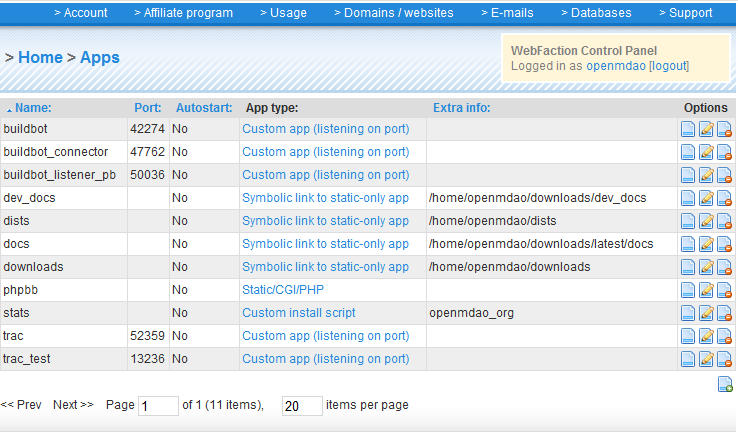 > Account > Affiliate program > Usage > Domains / websites > E-mails > Databases > Support
> Home > Apps
WebFaction Control Panel
Logged in as openmdao [logout]
Name: Port: Autostart: App type: Extra info: Options
buildbot 42274 No Custom app (listening on port)
buildbot_connector 47762 No Custom app (listening on port)
buildbot_listener_pb 50036 No Custom app (listening on port)
dev_docs No Symbolic link to static-only app /home/openmdao/downloads/dev_docs
dists No Symbolic link to static-only app /home/openmdao/dists
docs No Symbolic link to static-only app /home/openmdao/downloads/latest/docs
downloads No Symbolic link to static-only app /home/openmdao/downloads
phpbb No Static/CGI/PHP
stats No Custom install script openmdao_org
trac 52359 No Custom app (listening on port)
trac_test 13236 No Custom app (listening on port)
<< Prev Next >> Page 1 of 1 (11 items), 20 items per page